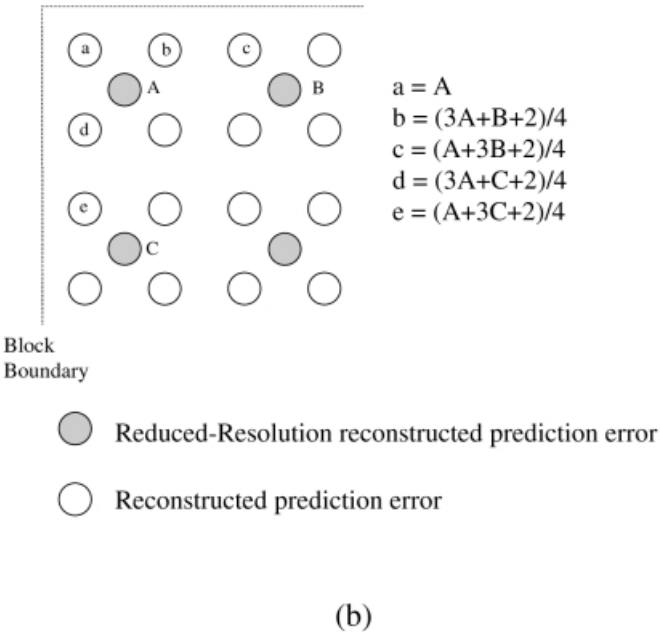 a b c
A B
d
e
C
a = A
b = (3A+B+2)/4
c = (A+3B+2)/4
d = (3A+C+2)/4
e = (A+3C+2)/4
Block
Boundary
Reduced-Resolution reconstructed prediction error
Reconstructed prediction error
(b)